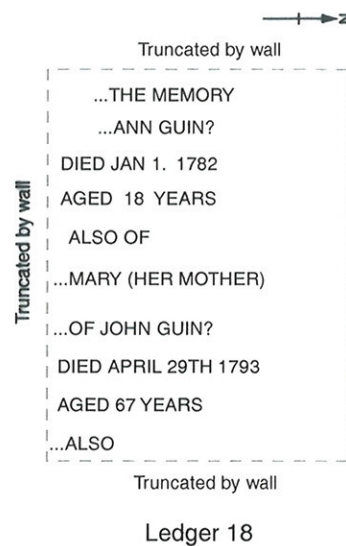 N
Truncated by wall
...THE MEMORY
...ANN GUIN?
DIED JAN 1. 1782
AGED 18 YEARS
ALSO OF
...MARY (HER MOTHER)
...OF JOHN GUIN?
DIED APRIL 29TH 1793
AGED 67 YEARS
...ALSO
Truncated by wall
Truncated by wall
Ledger 18